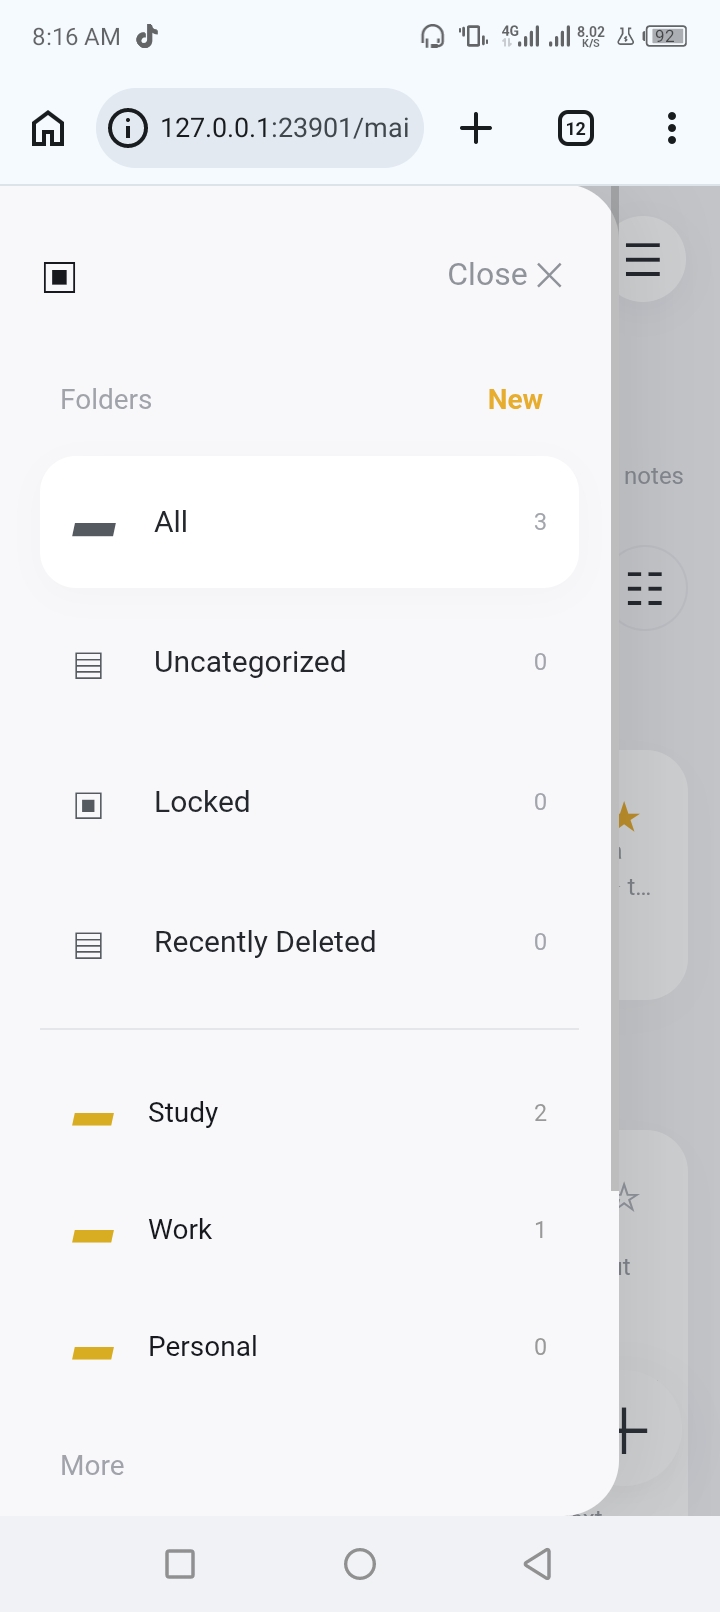 8:16 AM
4G
8.02
K/S
92
127.0.0.1:23901/mai
12
Close
Folders
New
notes
All
3
Uncategorized
0
Locked
0
t...
Recently Deleted
0
Study
2
Work
1
Personal
0
More